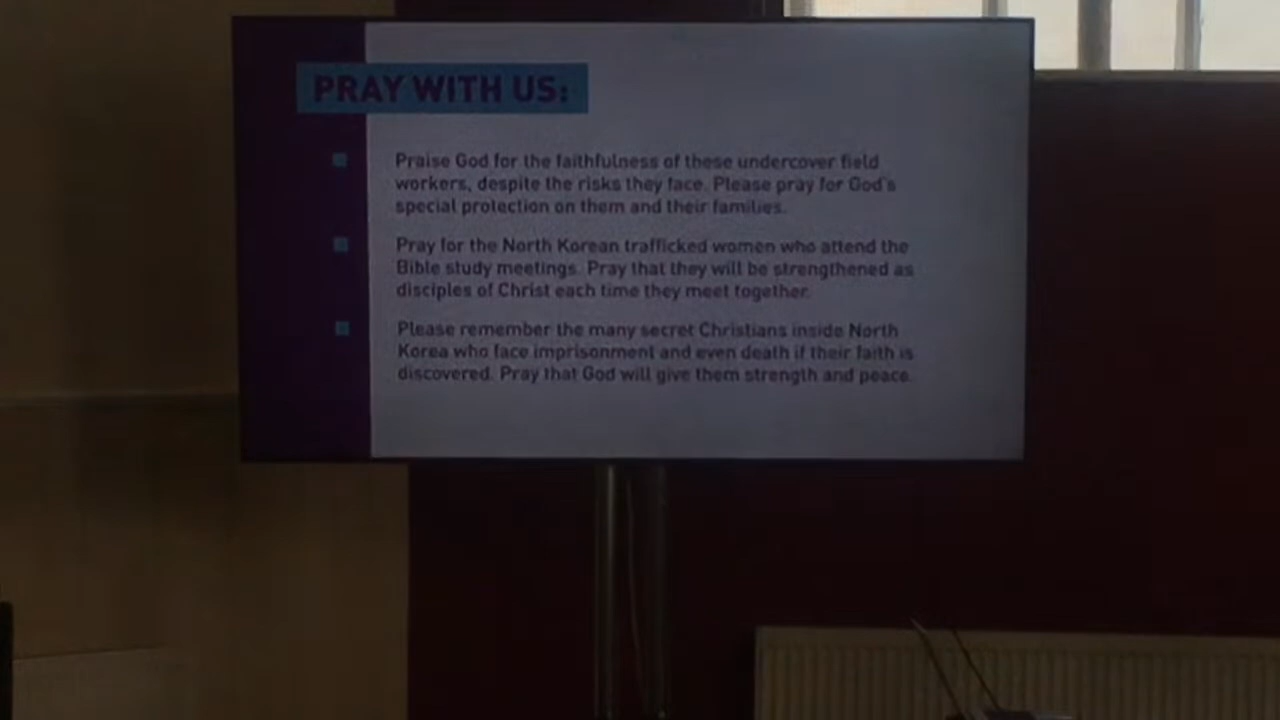 PRAY WITH US:
Praise God for the faithfulness of these undercover field
workers, despite the risks they face. Please pray for God's
special protection on them and their families.
Pray for the North Korean trafficked women who attend the
Bible study meetings. Pray that they will be strengthened as
disciples of Christ each time they meet together.
Please remember the many secret Christians inside North
Korea who face imprisonment and even death if their faith is
discovered. Pray that God will give them strength and peace.